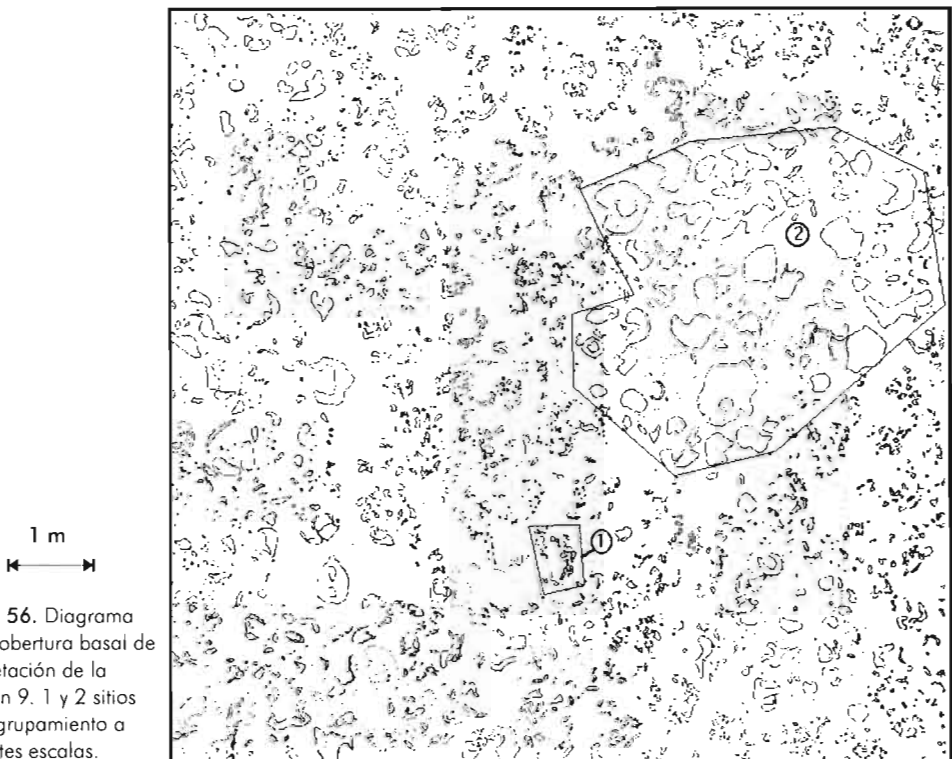 ②
①
1 m
56. Diagrama
obertura basal de
etación de la
n 9. 1 y 2 sitios
grupamiento a
tes escalas.